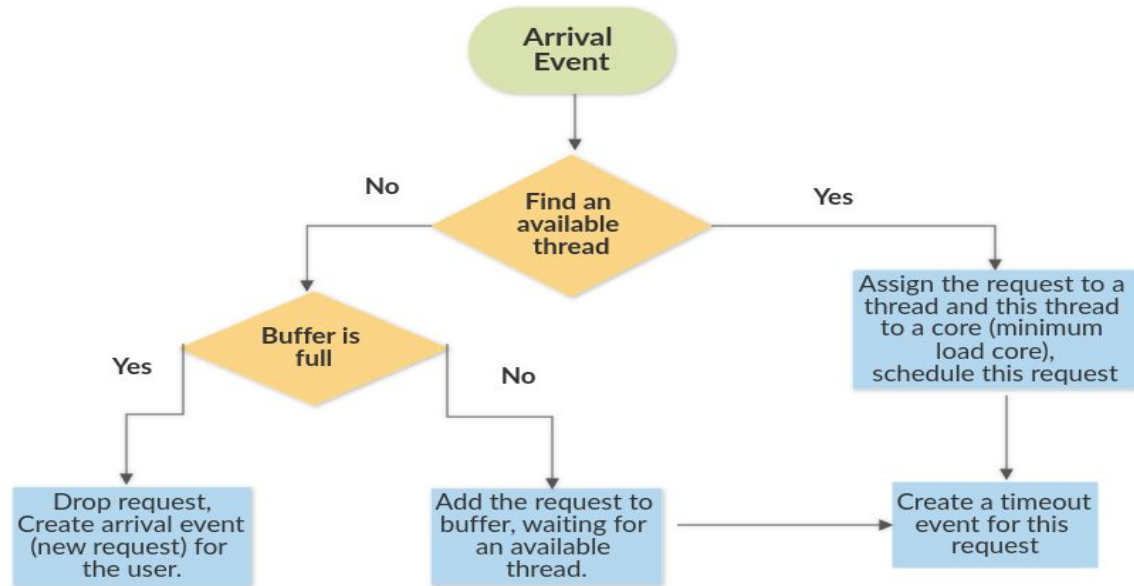 Arrival
Event
No
Find an
available
thread
Yes
Assign the request to a
thread and this thread
to a core (minimum
load core),
schedule this request
Buffer is
full
Yes
No
Drop request,
Create arrival event
(new request) for
the user.
Add the request to
buffer, waiting for
an available
thread.
Create a timeout
event for this
request